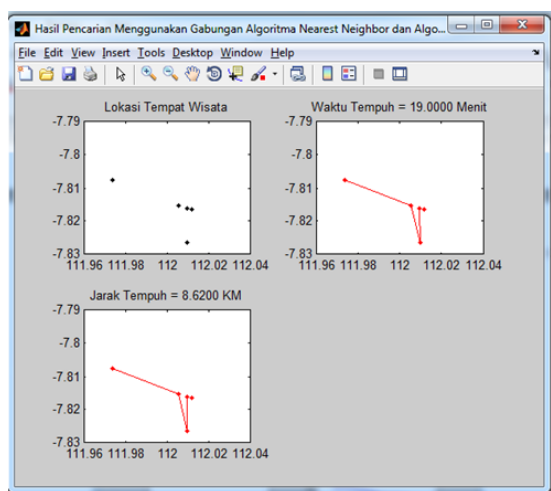 Hasil Pencarian Menggunakan Gabungan Algoritma Nearest Neighbor dan Algo...
File Edit View Insert Tools Desktop Window Help
Lokasi Tempat Wisata
-7.79
-7.8
-7.81
-7.82
-7.83
111.96 111.98 112 112.02 112.04
Waktu Tempuh = 19.0000 Menit
-7.79
-7.8
-7.81
-7.82
-7.83
111.96 111.98 112 112.02 112.04
Jarak Tempuh = 8.6200 KM
-7.79
-7.8
-7.81
-7.82
-7.83
111.96 111.98 112 112.02 112.04